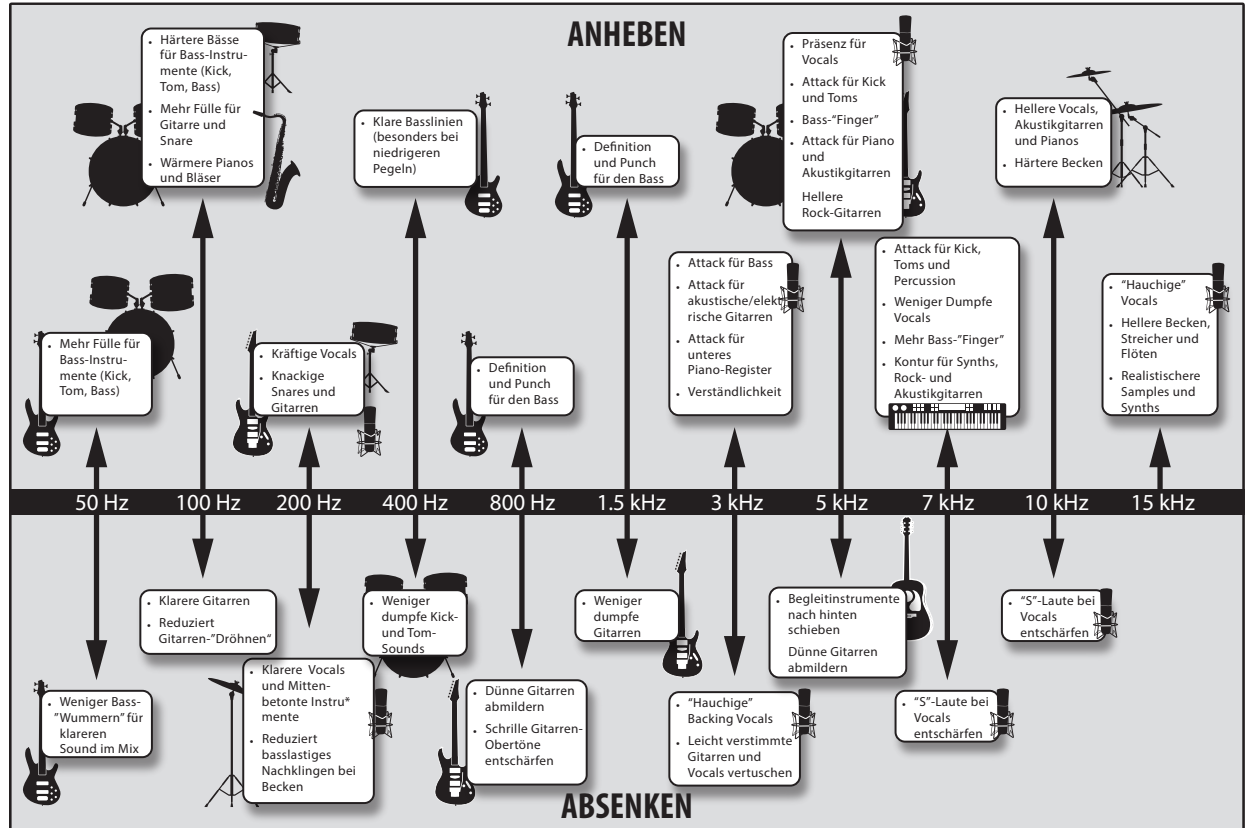 ANHEBEN
• Härtere Bässe
für Bass-Instru-
mente (Kick,
Tom, Bass)
• Mehr Fülle für
Gitarre und
Snare
• Wärmere Pianos
und Bläser
• Klare Basslinien
(besonders bei
niedrigeren
Pegeln)
• Definition
und Punch
für den Bass
• Präsenz für
Vocals
• Attack für Kick
und Toms
• Bass-"Finger"
• Attack für Piano
und
Akustikgitarren
Hellere
Rock-Gitarren
• Hellere Vocals,
Akustikgitarren
und Pianos
• Härtere Becken
• Mehr Fülle für
Bass-Instru-
mente (Kick,
Tom, Bass)
• Kräftige Vocals
• Knackige
Snares und
Gitarren
• Definition
und Punch
für den Bass
• Attack für Bass
• Attack für
akustische/elekt
rische Gitarren
• Attack für
unteres
Piano-Register
• Verständlichkeit
• Attack für Kick,
Toms und
Percussion
• Weniger Dumpfe
Vocals
• Mehr Bass-"Finger"
• Kontur für Synths,
Rock- und
Akustikgitarren
• "Hauchige"
Vocals
• Hellere Becken,
Streicher und
Flöten
• Realistischere
Samples und
Synths
50 Hz 100 Hz 200 Hz 400 Hz 800 Hz 1.5 kHz 3 kHz 5 kHz 7 kHz 10 kHz 15 kHz
• Klarere Gitarren
• Reduziert
Gitarren-"Dröhnen"
• Weniger
dumpfe Kick-
und Tom-
Sounds
• Weniger
dumpfe
Gitarren
• Begleitinstrumente
nach hinten
schieben
Dünne Gitarren
abmildern
• "S"-Laute bei
Vocals
entschärfen
• Weniger Bass-
"Wummern" für
klareren
Sound im Mix
• Klarere Vocals
und Mitten-
betonte Instru*
mente
• Reduziert
basslastiges
Nachklingen bei
Becken
• Dünne Gitarren
abmildern
• Schrille Gitarren-
Obertöne
entschärfen
• "Hauchige"
Backing Vocals
• Leicht verstimmte
Gitarren und
Vocals vertuschen
• "S"-Laute bei
Vocals
entschärfen
ABSENKEN